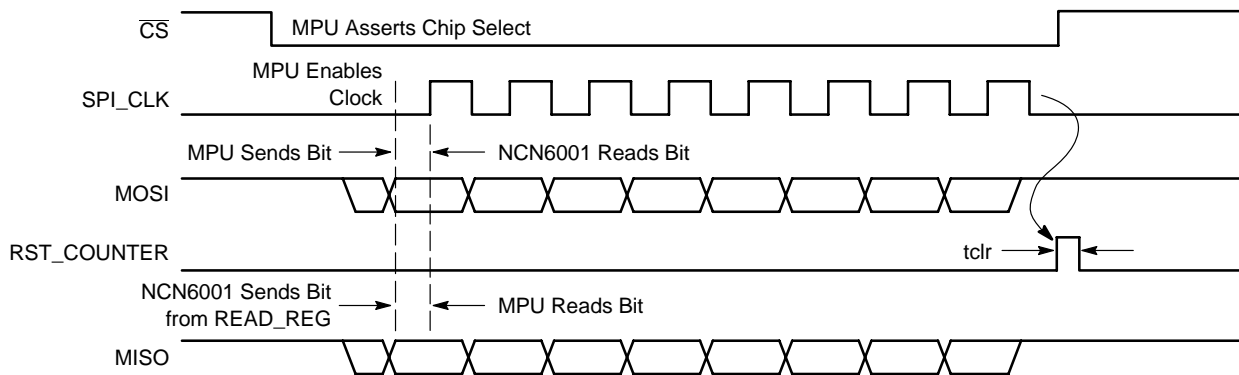 CS
MPU Asserts Chip Select
MPU Enables
Clock
SPI_CLK
MPU Sends Bit
NCN6001 Reads Bit
MOSI
RST_COUNTER
tclr
NCN6001 Sends Bit
from READ_REG
MPU Reads Bit
MISO